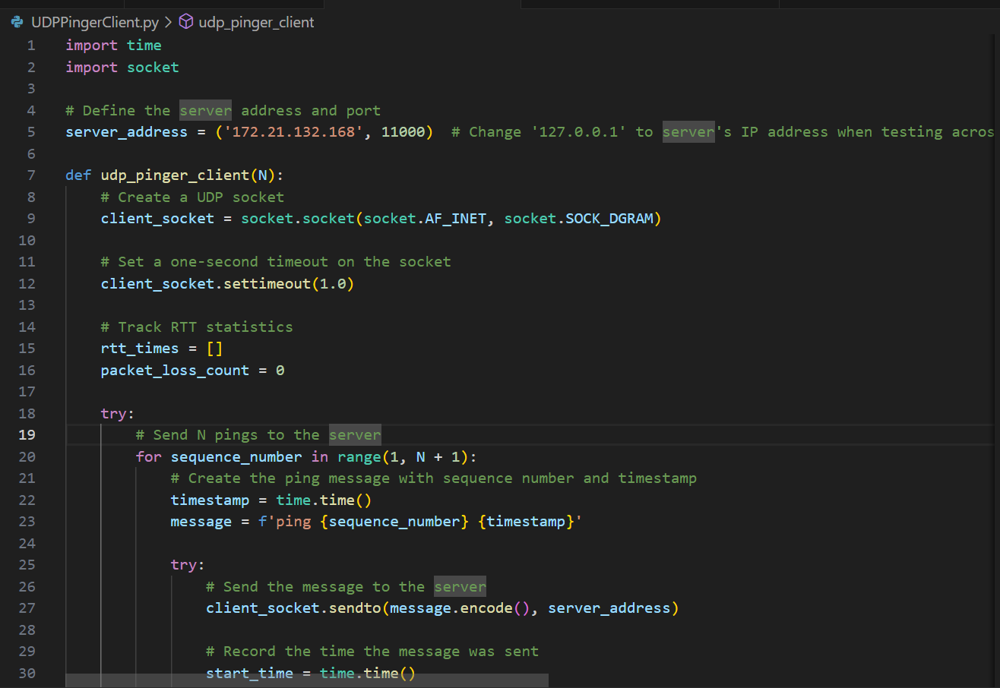 UDPPingerClient.py > udp_pinger_client
1 import time
2 import socket
3
4 # Define the server address and port
5 server_address = ('172.21.132.168', 11000)  # Change '127.0.0.1' to server's IP address when testing acros
6
7 def udp_pinger_client(N):
8     # Create a UDP socket
9     client_socket = socket.socket(socket.AF_INET, socket.SOCK_DGRAM)
10
11     # Set a one-second timeout on the socket
12     client_socket.settimeout(1.0)
13
14     # Track RTT statistics
15     rtt_times = []
16     packet_loss_count = 0
17
18     try:
19         # Send N pings to the server
20         for sequence_number in range(1, N + 1):
21             # Create the ping message with sequence number and timestamp
22             timestamp = time.time()
23             message = f'ping {sequence_number} {timestamp}'
24
25             try:
26                 # Send the message to the server
27                 client_socket.sendto(message.encode(), server_address)
28
29                 # Record the time the message was sent
30                 start_time = time.time()